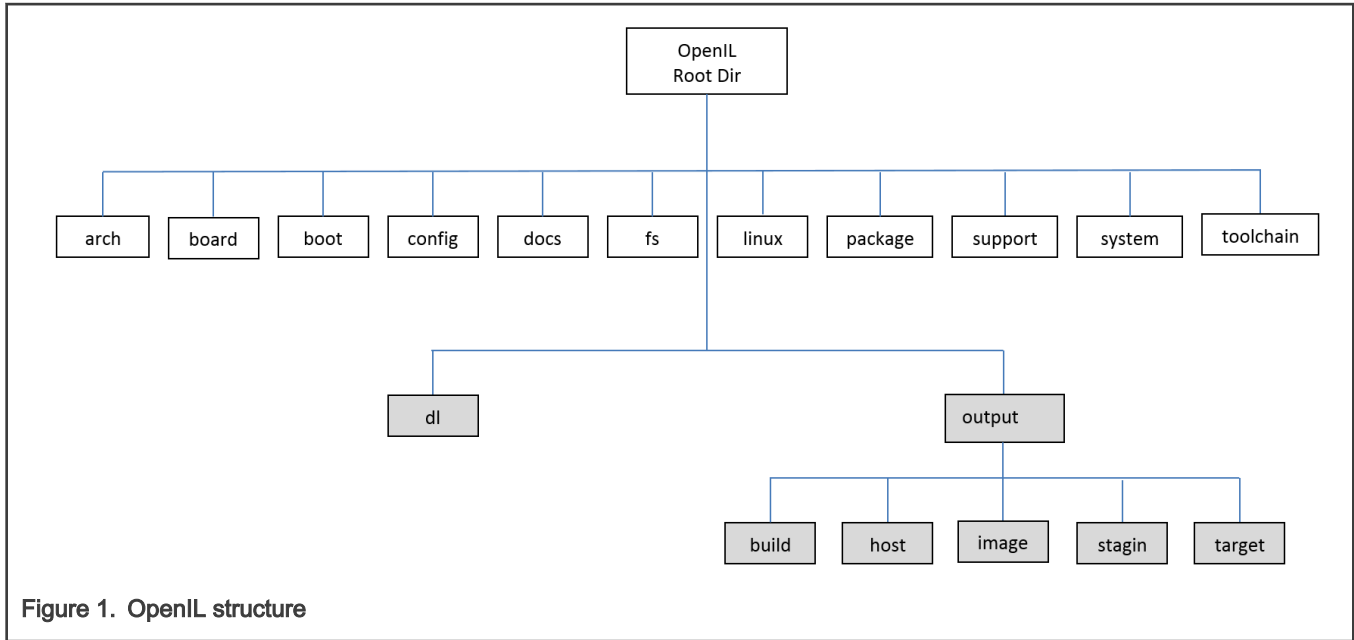 OpenIL
Root Dir
arch
board
boot
config
docs
fs
linux
package
support
system
toolchain
dl
output
build
host
image
stagin
target
Figure 1. OpenIL structure